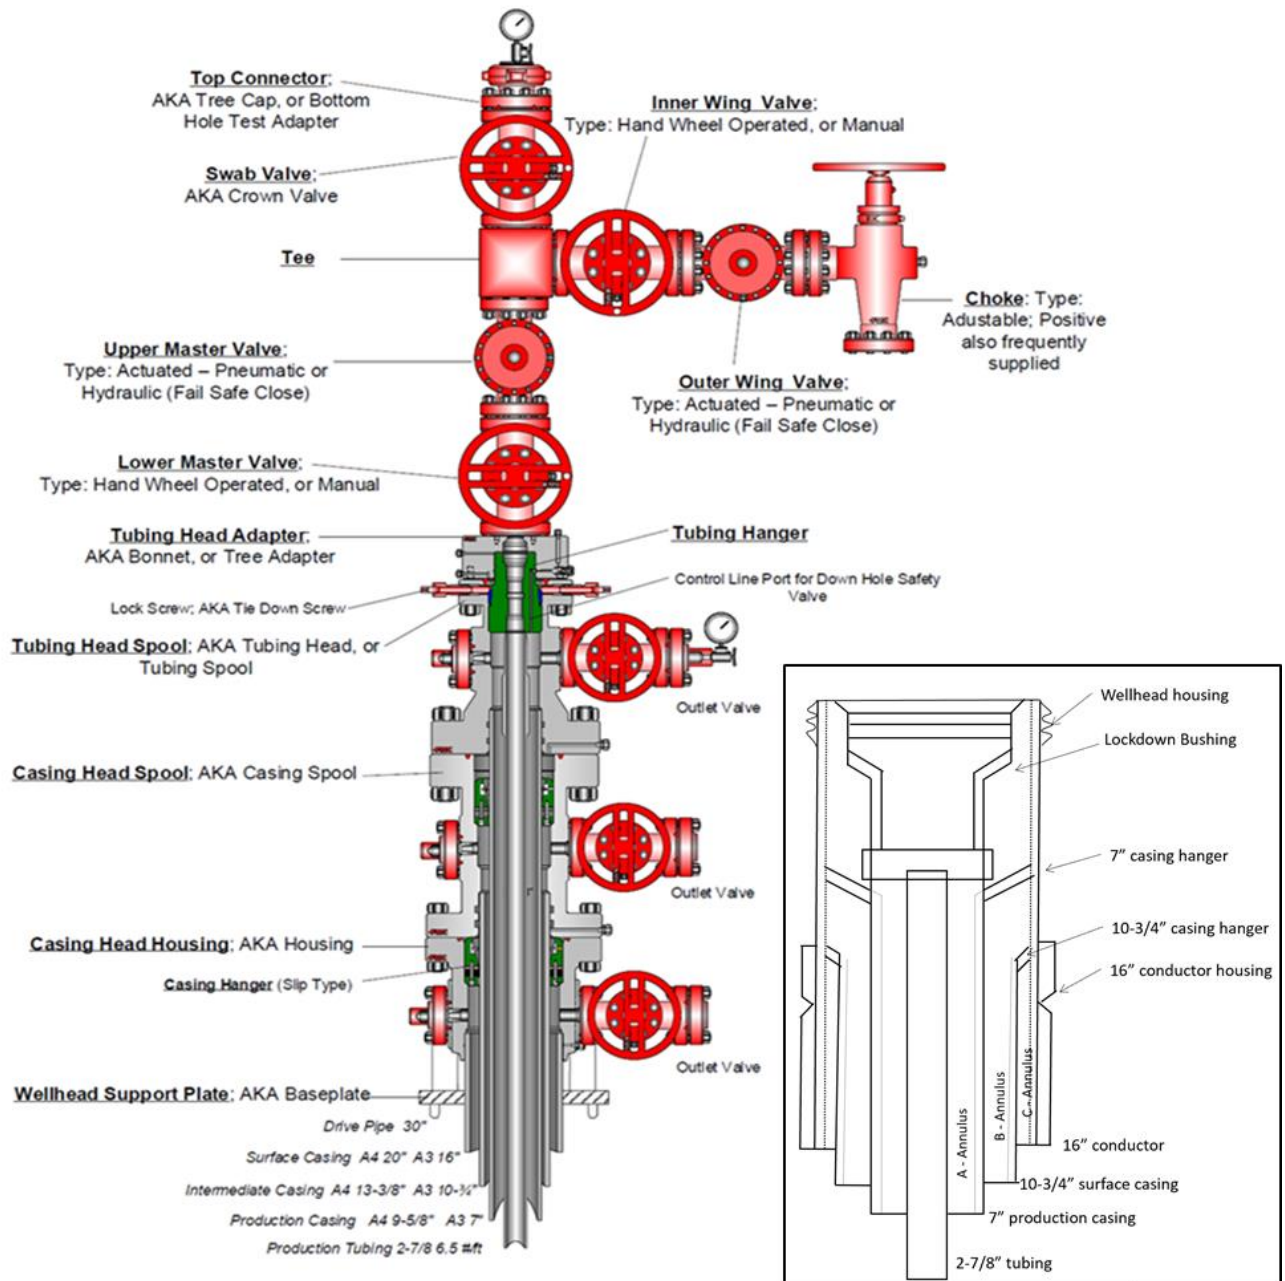 Top Connector;
AKA Tree Cap, or Bottom
Hole Test Adapter
Inner Wing Valve;
Type: Hand Wheel Operated, or Manual
Swab Valve;
AKA Crown Valve
Tee
Choke: Type:
Adustable; Positive
also frequently
supplied
Upper Master Valve;
Type: Actuated – Pneumatic or
Hydraulic (Fail Safe Close)
Outer Wing Valve;
Type: Actuated – Pneumatic or
Hydraulic (Fail Safe Close)
Lower Master Valve;
Type: Hand Wheel Operated, or Manual
Tubing Head Adapter;
AKA Bonnet, or Tree Adapter
Tubing Hanger
Control Line Port for Down Hole Safety
Valve
Lock Screw; AKA Tie Down Screw
Tubing Head Spool; AKA Tubing Head, or
Tubing Spool
Outlet Valve
Casing Head Spool; AKA Casing Spool
Outlet Valve
Casing Head Housing; AKA Housing
Casing Hanger (Slip Type)
Outlet Valve
Wellhead Support Plate; AKA Baseplate
Drive Pipe 30"
Surface Casing A4 20" A3 16"
Intermediate Casing A4 13-3/8" A3 10-¾"
Production Casing A4 9-5/8" A3 7"
Production Tubing 2-7/8 6.5 #/ft
Wellhead housing
Lockdown Bushing
7” casing hanger
10-3/4” casing hanger
16” conductor housing
A - Annulus
B - Annulus
C - Annulus
16” conductor
10-3/4” surface casing
7” production casing
2-7/8” tubing